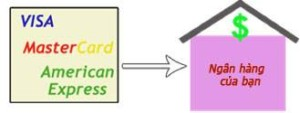 VISA
MasterCard
American
Express
$
Ngân hàng
của bạn